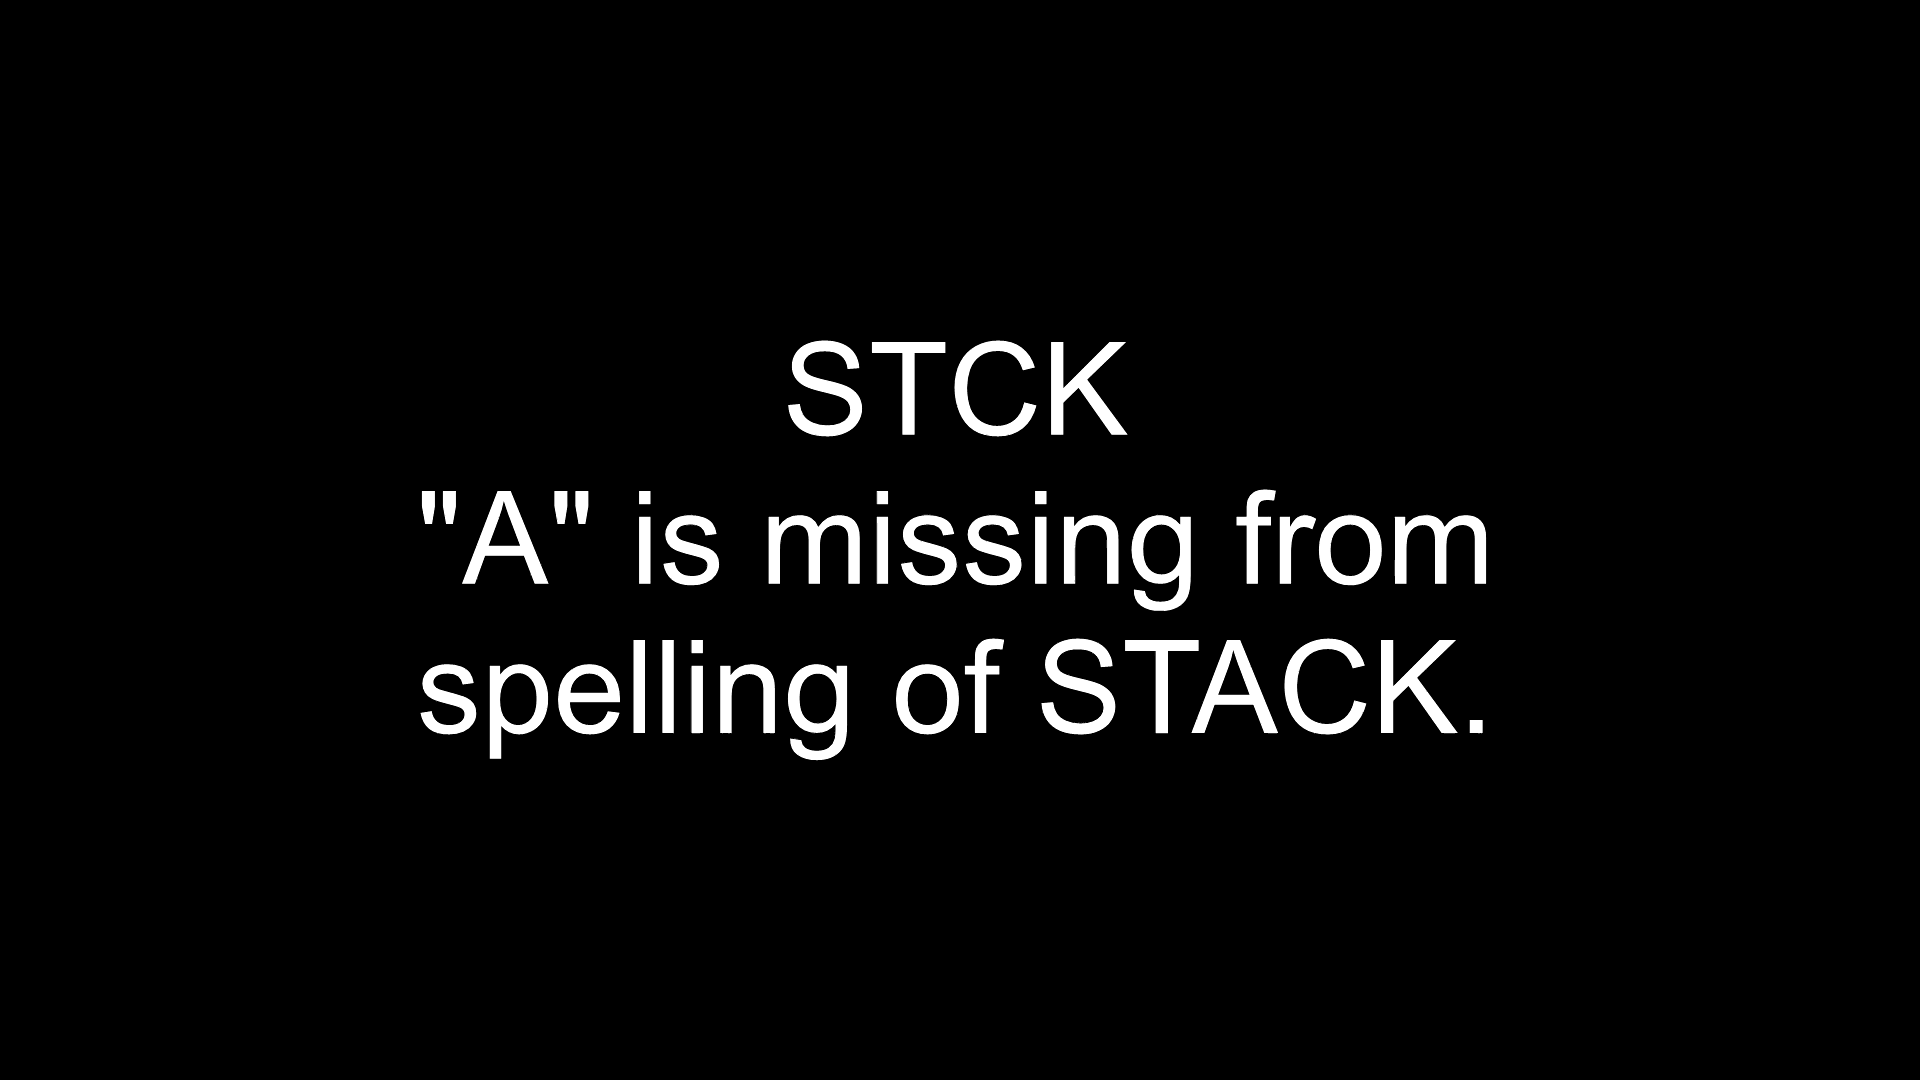 STCK
"A" is missing from
spelling of STACK.